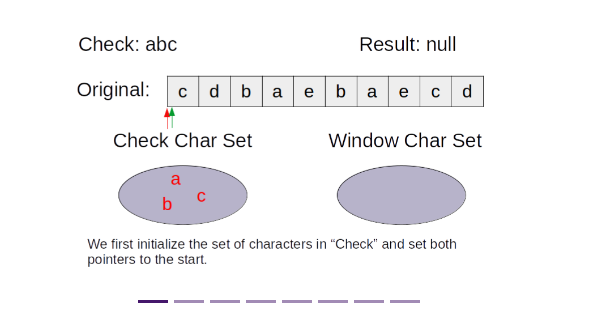 Check: abc Result: null
Original: c d b a e b a e c d
Check Char Set Window Char Set
a
b c
We first initialize the set of characters in “Check” and set both
pointers to the start.